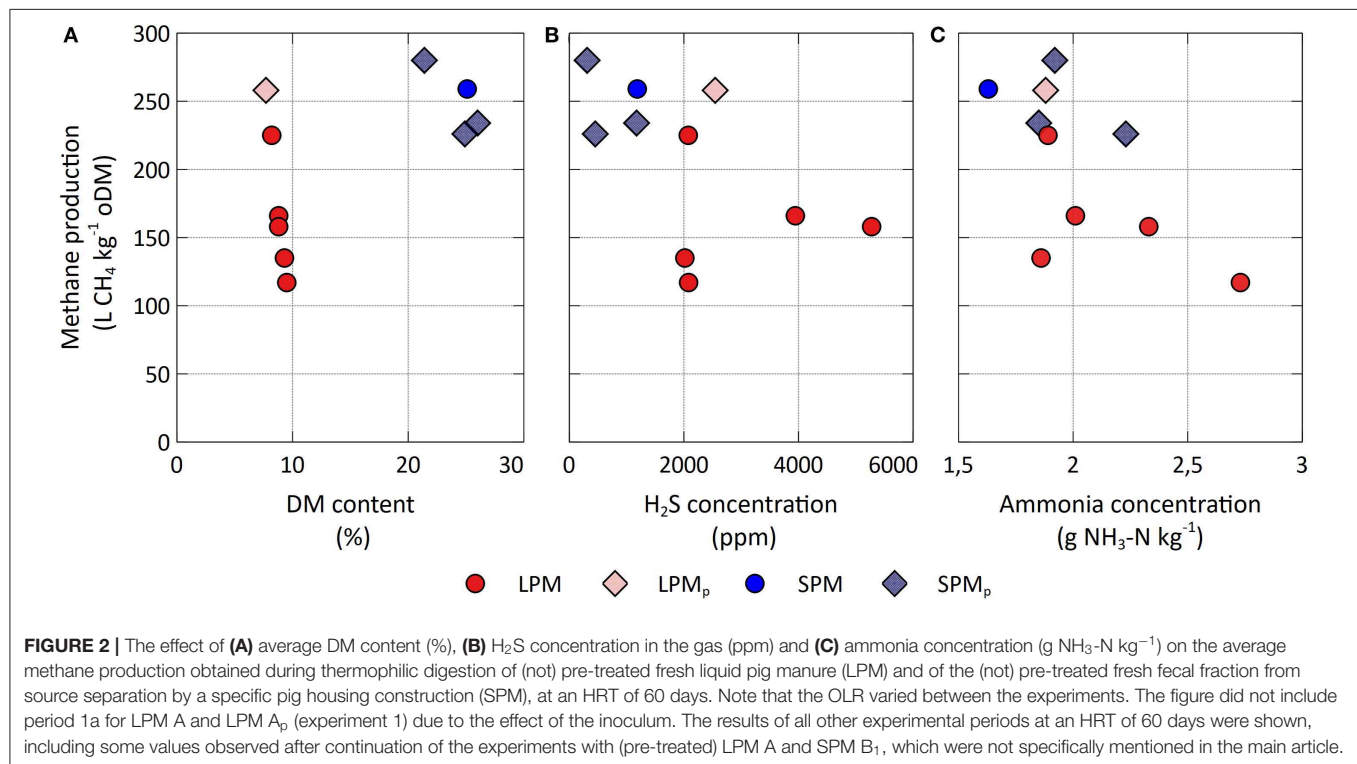 A
B
C
300
250
200
150
100
50
0
Methane production
(L CH₄ kg⁻¹ oDM)
0 10 20 30
0 2000 4000 6000
1,5 2 2,5 3
DM content
(%)
H₂S concentration
(ppm)
Ammonia concentration
(g NH₃-N kg⁻¹)
LPM LPMₚ SPM SPMₚ
FIGURE 2 | The effect of (A) average DM content (%), (B) H₂S concentration in the gas (ppm) and (C) ammonia concentration (g NH₃-N kg⁻¹) on the average
methane production obtained during thermophilic digestion of (not) pre-treated fresh liquid pig manure (LPM) and of the (not) pre-treated fresh fecal fraction from
source separation by a specific pig housing construction (SPM), at an HRT of 60 days. Note that the OLR varied between the experiments. The figure did not include
period 1a for LPM A and LPM Aₚ (experiment 1) due to the effect of the inoculum. The results of all other experimental periods at an HRT of 60 days were shown,
including some values observed after continuation of the experiments with (pre-treated) LPM A and SPM B₁, which were not specifically mentioned in the main article.